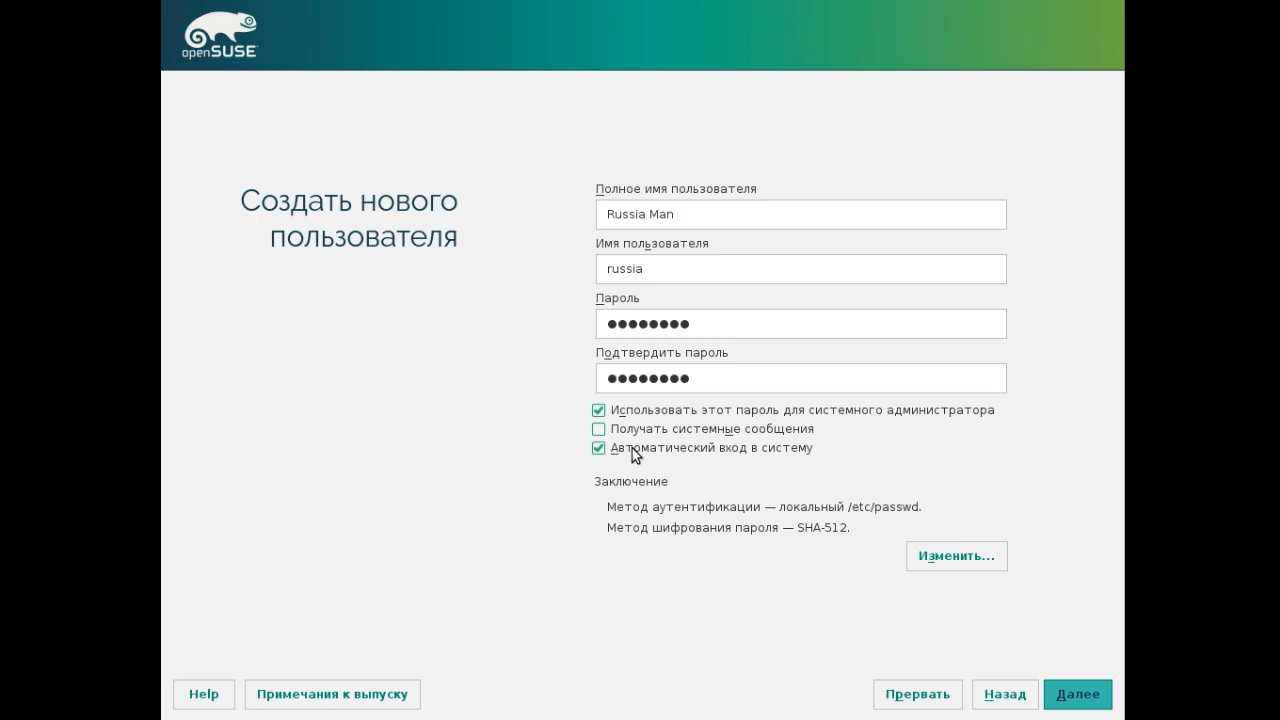 openSUSE
Создать нового
пользователя
Полное имя пользователя
Russia Man
Имя пользователя
russia
Пароль
●●●●●●●●
Подтвердить пароль
●●●●●●●●
Использовать этот пароль для системного администратора
Получать системные сообщения
Автоматический вход в систему
Заключение
Метод аутентификации — локальный /etc/passwd.
Метод шифрования пароля — SHA-512.
Изменить...
Help
Примечания к выпуску
Прервать
Назад
Далее